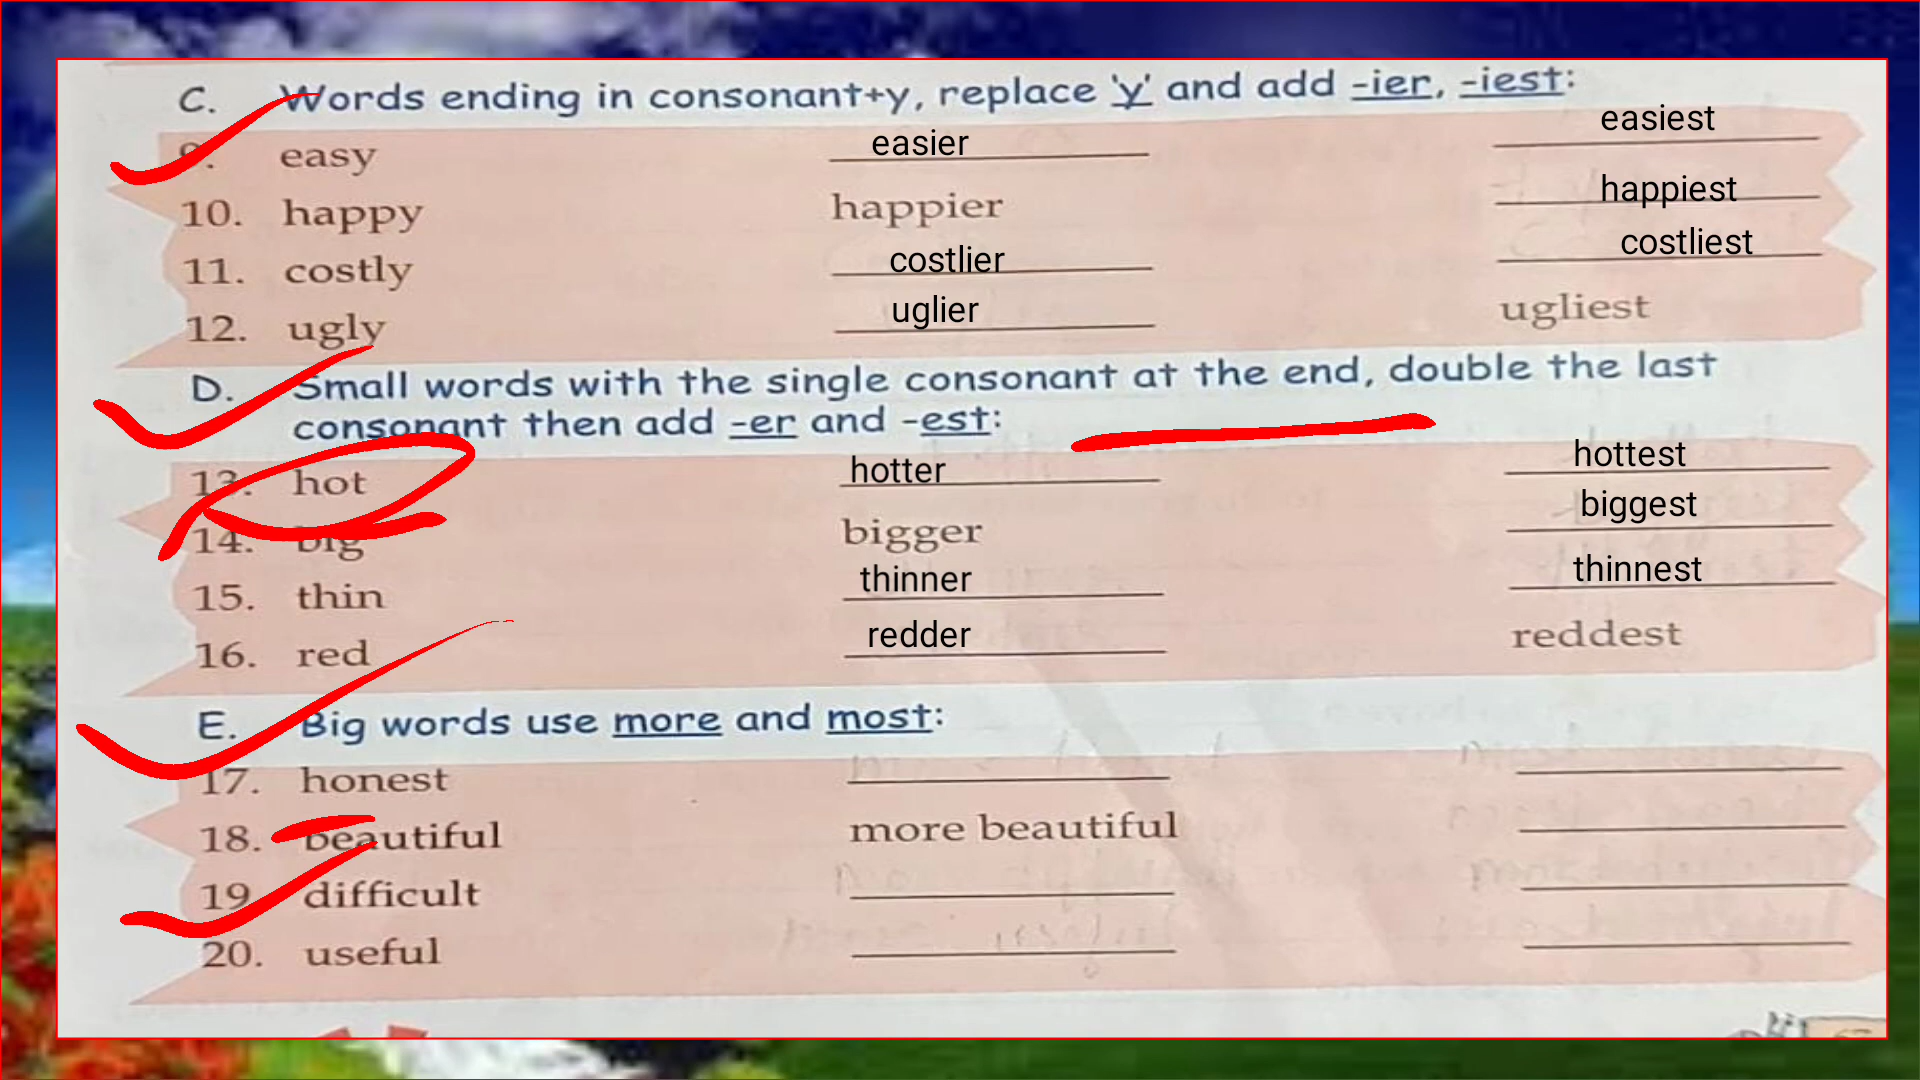 C. Words ending in consonant+y, replace 'y' and add -ier, -iest:
9. easy easier easiest
10. happy happier happiest
11. costly costlier costliest
12. ugly uglier ugliest
D. Small words with the single consonant at the end, double the last
consonant then add -er and -est:
13. hot hotter hottest
14. big bigger biggest
15. thin thinner thinnest
16. red redder reddest
E. Big words use more and most:
17. honest
18. beautiful more beautiful
19. difficult
20. useful